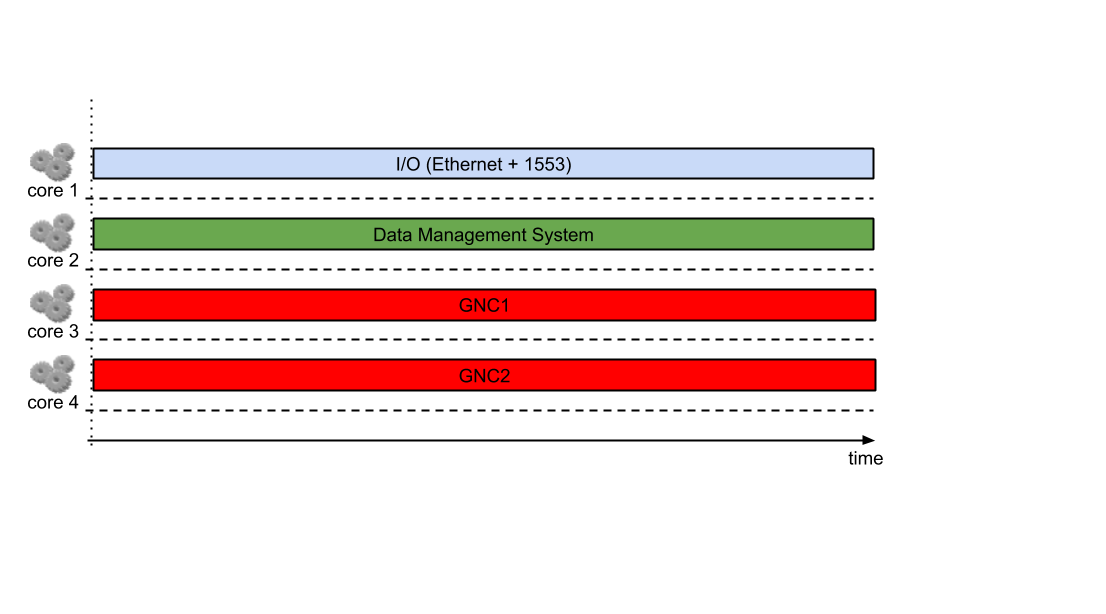 I/O (Ethernet + 1553)
core 1
Data Management System
core 2
GNC1
core 3
GNC2
core 4
time